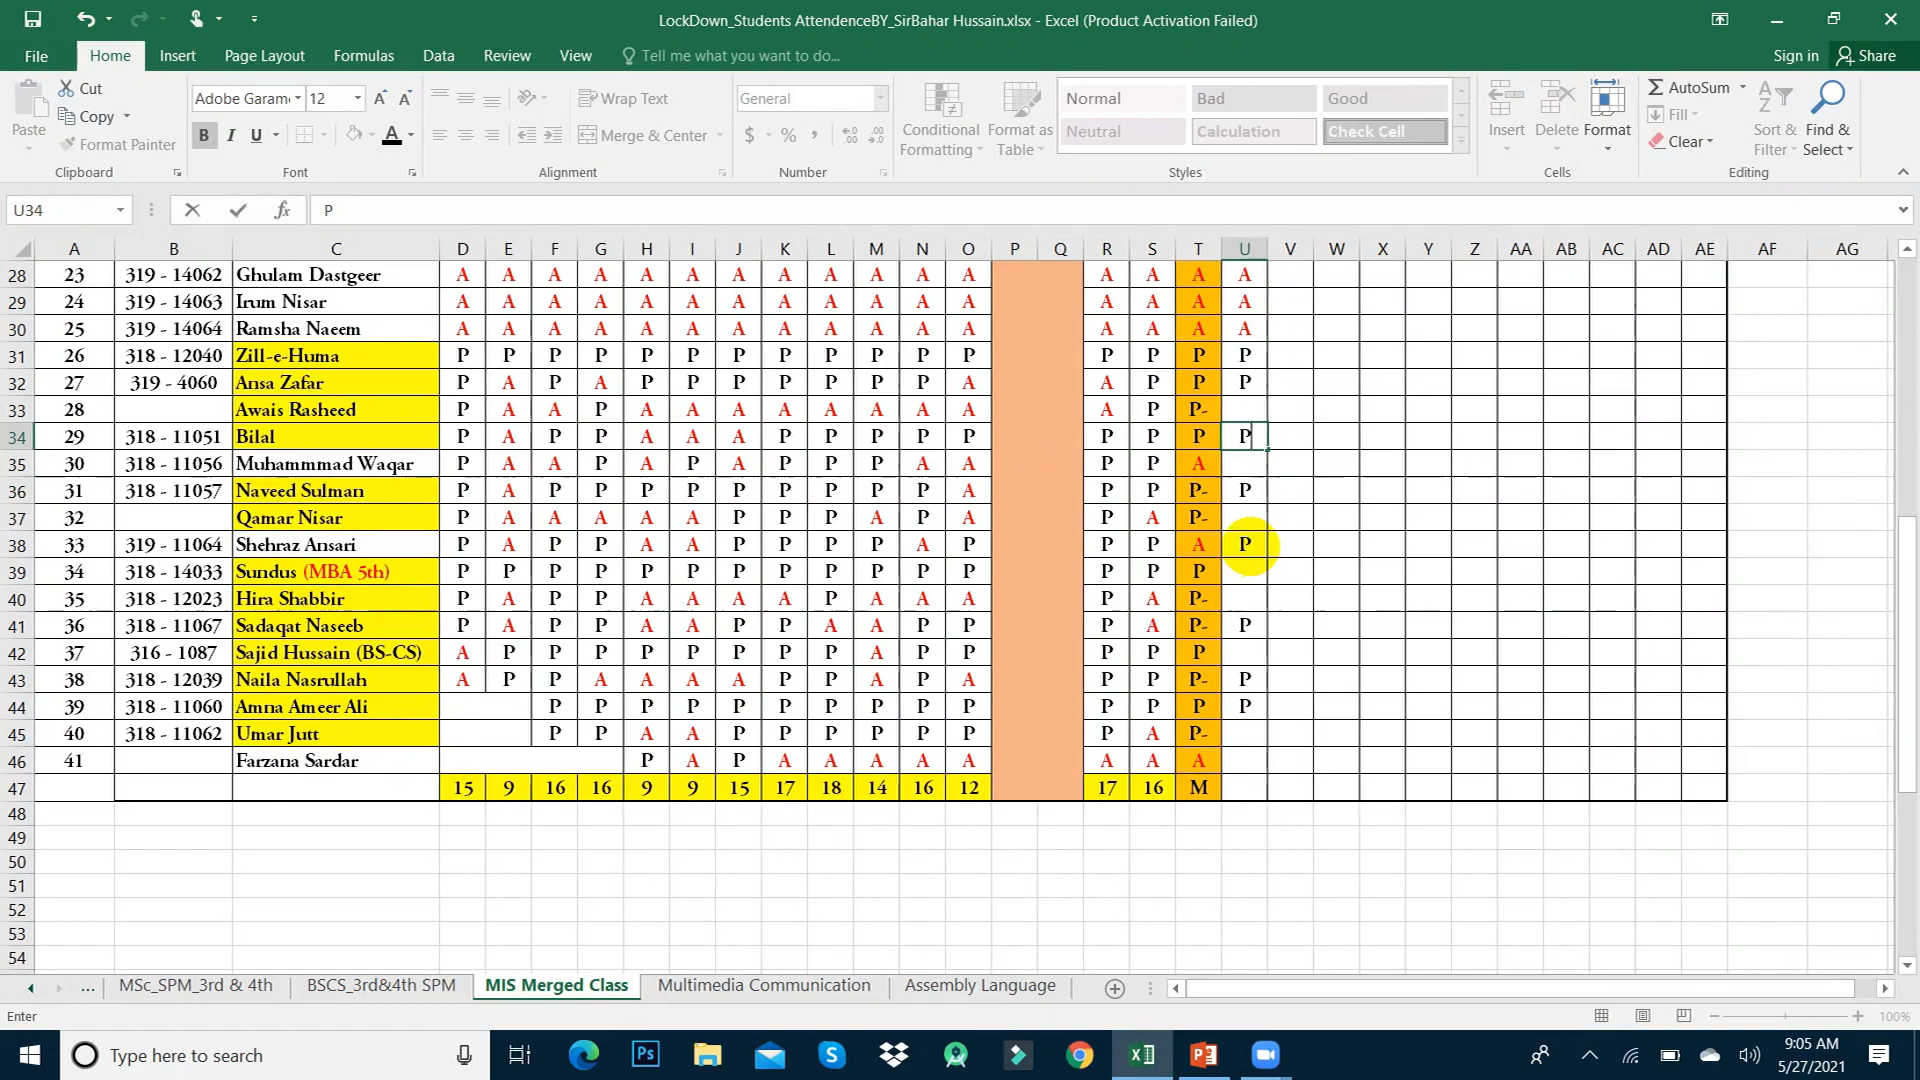 LockDown_Students AttendenceBY_SirBahar Hussain.xlsx - Excel (Product Activation Failed)
File Home Insert Page Layout Formulas Data Review View Tell me what you want to do... Sign in Share
Paste Cut Copy Format Painter
Adobe Garam 12
B I U
Wrap Text
Merge & Center
General
$ % ,
Conditional Formatting Format as Table
Normal Bad Good
Neutral Calculation Check Cell
Insert Delete Format
AutoSum Fill Clear
Sort & Filter Find & Select
Clipboard Font Alignment Number Styles Cells Editing
U34 fx P
A B C D E F G H I J K L M N O P Q R S T U V W X Y Z AA AB AC AD AE AF AG
28 23 319 - 14062 Ghulam Dastgeer A A A A A A A A A A A A A A A A
29 24 319 - 14063 Irum Nisar A A A A A A A A A A A A A A A A
30 25 319 - 14064 Ramsha Naeem A A A A A A A A A A A A A A A A
31 26 318 - 12040 Zill-e-Huma P P P P P P P P P P P P P P P P
32 27 319 - 4060 Ansa Zafar P A P A P P P P P P P A A P P P
33 28 Awais Rasheed P A A P A A A A A A A A A P P-
34 29 318 - 11051 Bilal P A P P A A A P P P P P P P P P
35 30 318 - 11056 Muhammmad Waqar P A A P A P A P P P A A P P A
36 31 318 - 11057 Naveed Sulman P A P P P P P P P P P A P P P- P
37 32 Qamar Nisar P A A A A A P P P A P A P A P-
38 33 319 - 11064 Shehraz Ansari P A P P A A P P P P A P P P A P
39 34 318 - 14033 Sundus (MBA 5th) P P P P P P P P P P P P P P P
40 35 318 - 12023 Hira Shabbir P A P P A A A A P A A A P A P-
41 36 318 - 11067 Sadaqat Naseeb P A P P A A P P A A P P P A P- P
42 37 316 - 1087 Sajid Hussain (BS-CS) A P P P P P P P P A P P P P P
43 38 318 - 12039 Naila Nasrullah A P P A A A A P P A P A P P P- P
44 39 318 - 11060 Amna Ameer Ali P P P P P P P P P P P P P P
45 40 318 - 11062 Umar Jutt P P A A P P P P P P P A P-
46 41 Farzana Sardar P A P A A A A A A A A
47 15 9 16 16 9 9 15 17 18 14 16 12 17 16 M
48
49
50
51
52
53
54
... MSc_SPM_3rd & 4th BSCS_3rd&4th SPM MIS Merged Class Multimedia Communication Assembly Language
Enter 100%
Type here to search
9:05 AM
5/27/2021